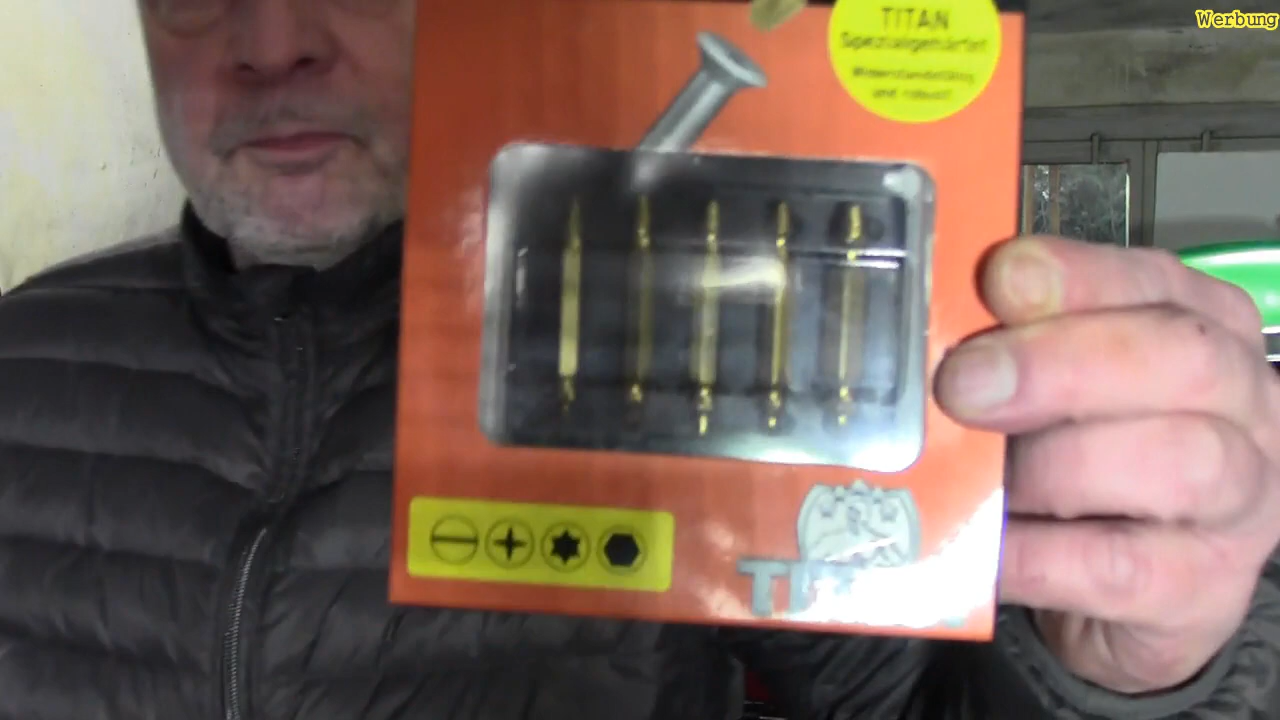 Werbung
TITAN
Spezialgehärtet
Widerstandsfähig
und robust